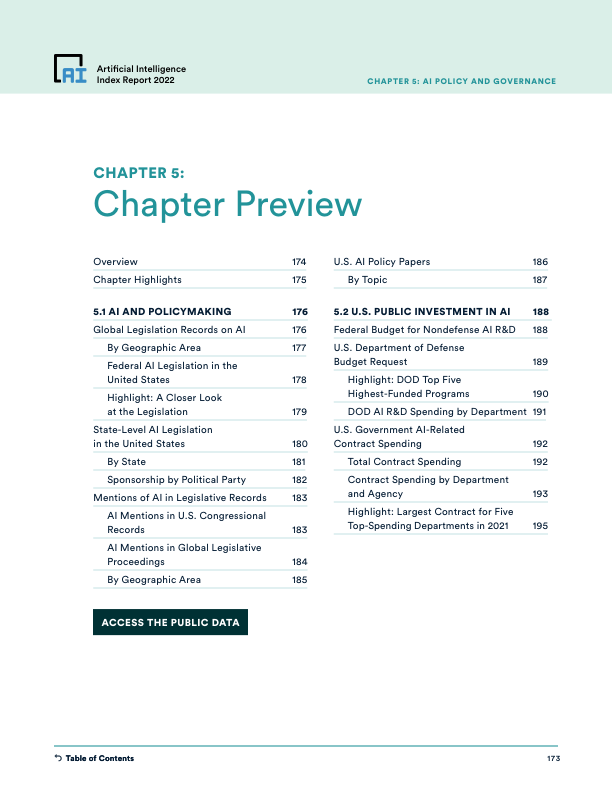 AI
Artificial Intelligence
Index Report 2022
CHAPTER 5: AI POLICY AND GOVERNANCE
CHAPTER 5:
Chapter Preview
Overview 174
Chapter Highlights 175
5.1 AI AND POLICYMAKING 176
Global Legislation Records on AI 176
By Geographic Area 177
Federal AI Legislation in the
United States 178
Highlight: A Closer Look
at the Legislation 179
State-Level AI Legislation
in the United States 180
By State 181
Sponsorship by Political Party 182
Mentions of AI in Legislative Records 183
AI Mentions in U.S. Congressional
Records 183
AI Mentions in Global Legislative
Proceedings 184
By Geographic Area 185
U.S. AI Policy Papers 186
By Topic 187
5.2 U.S. PUBLIC INVESTMENT IN AI 188
Federal Budget for Nondefense AI R&D 188
U.S. Department of Defense
Budget Request 189
Highlight: DOD Top Five
Highest-Funded Programs 190
DOD AI R&D Spending by Department 191
U.S. Government AI-Related
Contract Spending 192
Total Contract Spending 192
Contract Spending by Department
and Agency 193
Highlight: Largest Contract for Five
Top-Spending Departments in 2021 195
ACCESS THE PUBLIC DATA
Table of Contents
173